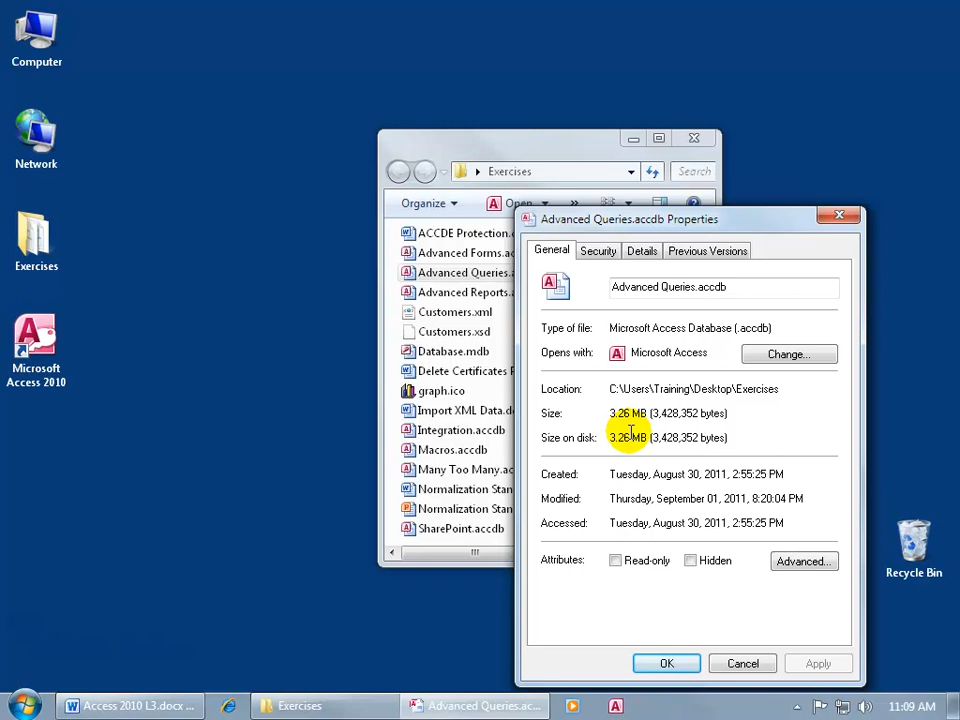 Computer
Network
Exercises
Microsoft
Access 2010
Recycle Bin
Exercises
Search
Organize
Open
ACCDE Protection.
Advanced Forms.
Advanced Queries.
Advanced Reports.
Customers.xml
Customers.xsd
Database.mdb
Delete Certificates
graph.ico
Import XML Data.d
Integration.accdb
Macros.accdb
Many Too Many.ac
Normalization Stan
Normalization Stan
SharePoint.accdb
Advanced Queries.accdb Properties
General Security Details Previous Versions
Advanced Queries.accdb
Type of file: Microsoft Access Database (.accdb)
Opens with: Microsoft Access Change...
Location: C:\Users\Training\Desktop\Exercises
Size: 3.26 MB (3,428,352 bytes)
Size on disk: 3.26 MB (3,428,352 bytes)
Created: Tuesday, August 30, 2011, 2:55:25 PM
Modified: Thursday, September 01, 2011, 8:20:04 PM
Accessed: Tuesday, August 30, 2011, 2:55:25 PM
Attributes: Read-only Hidden Advanced...
OK Cancel Apply
Access 2010 L3.docx ... Exercises Advanced Queries.ac... 11:09 AM